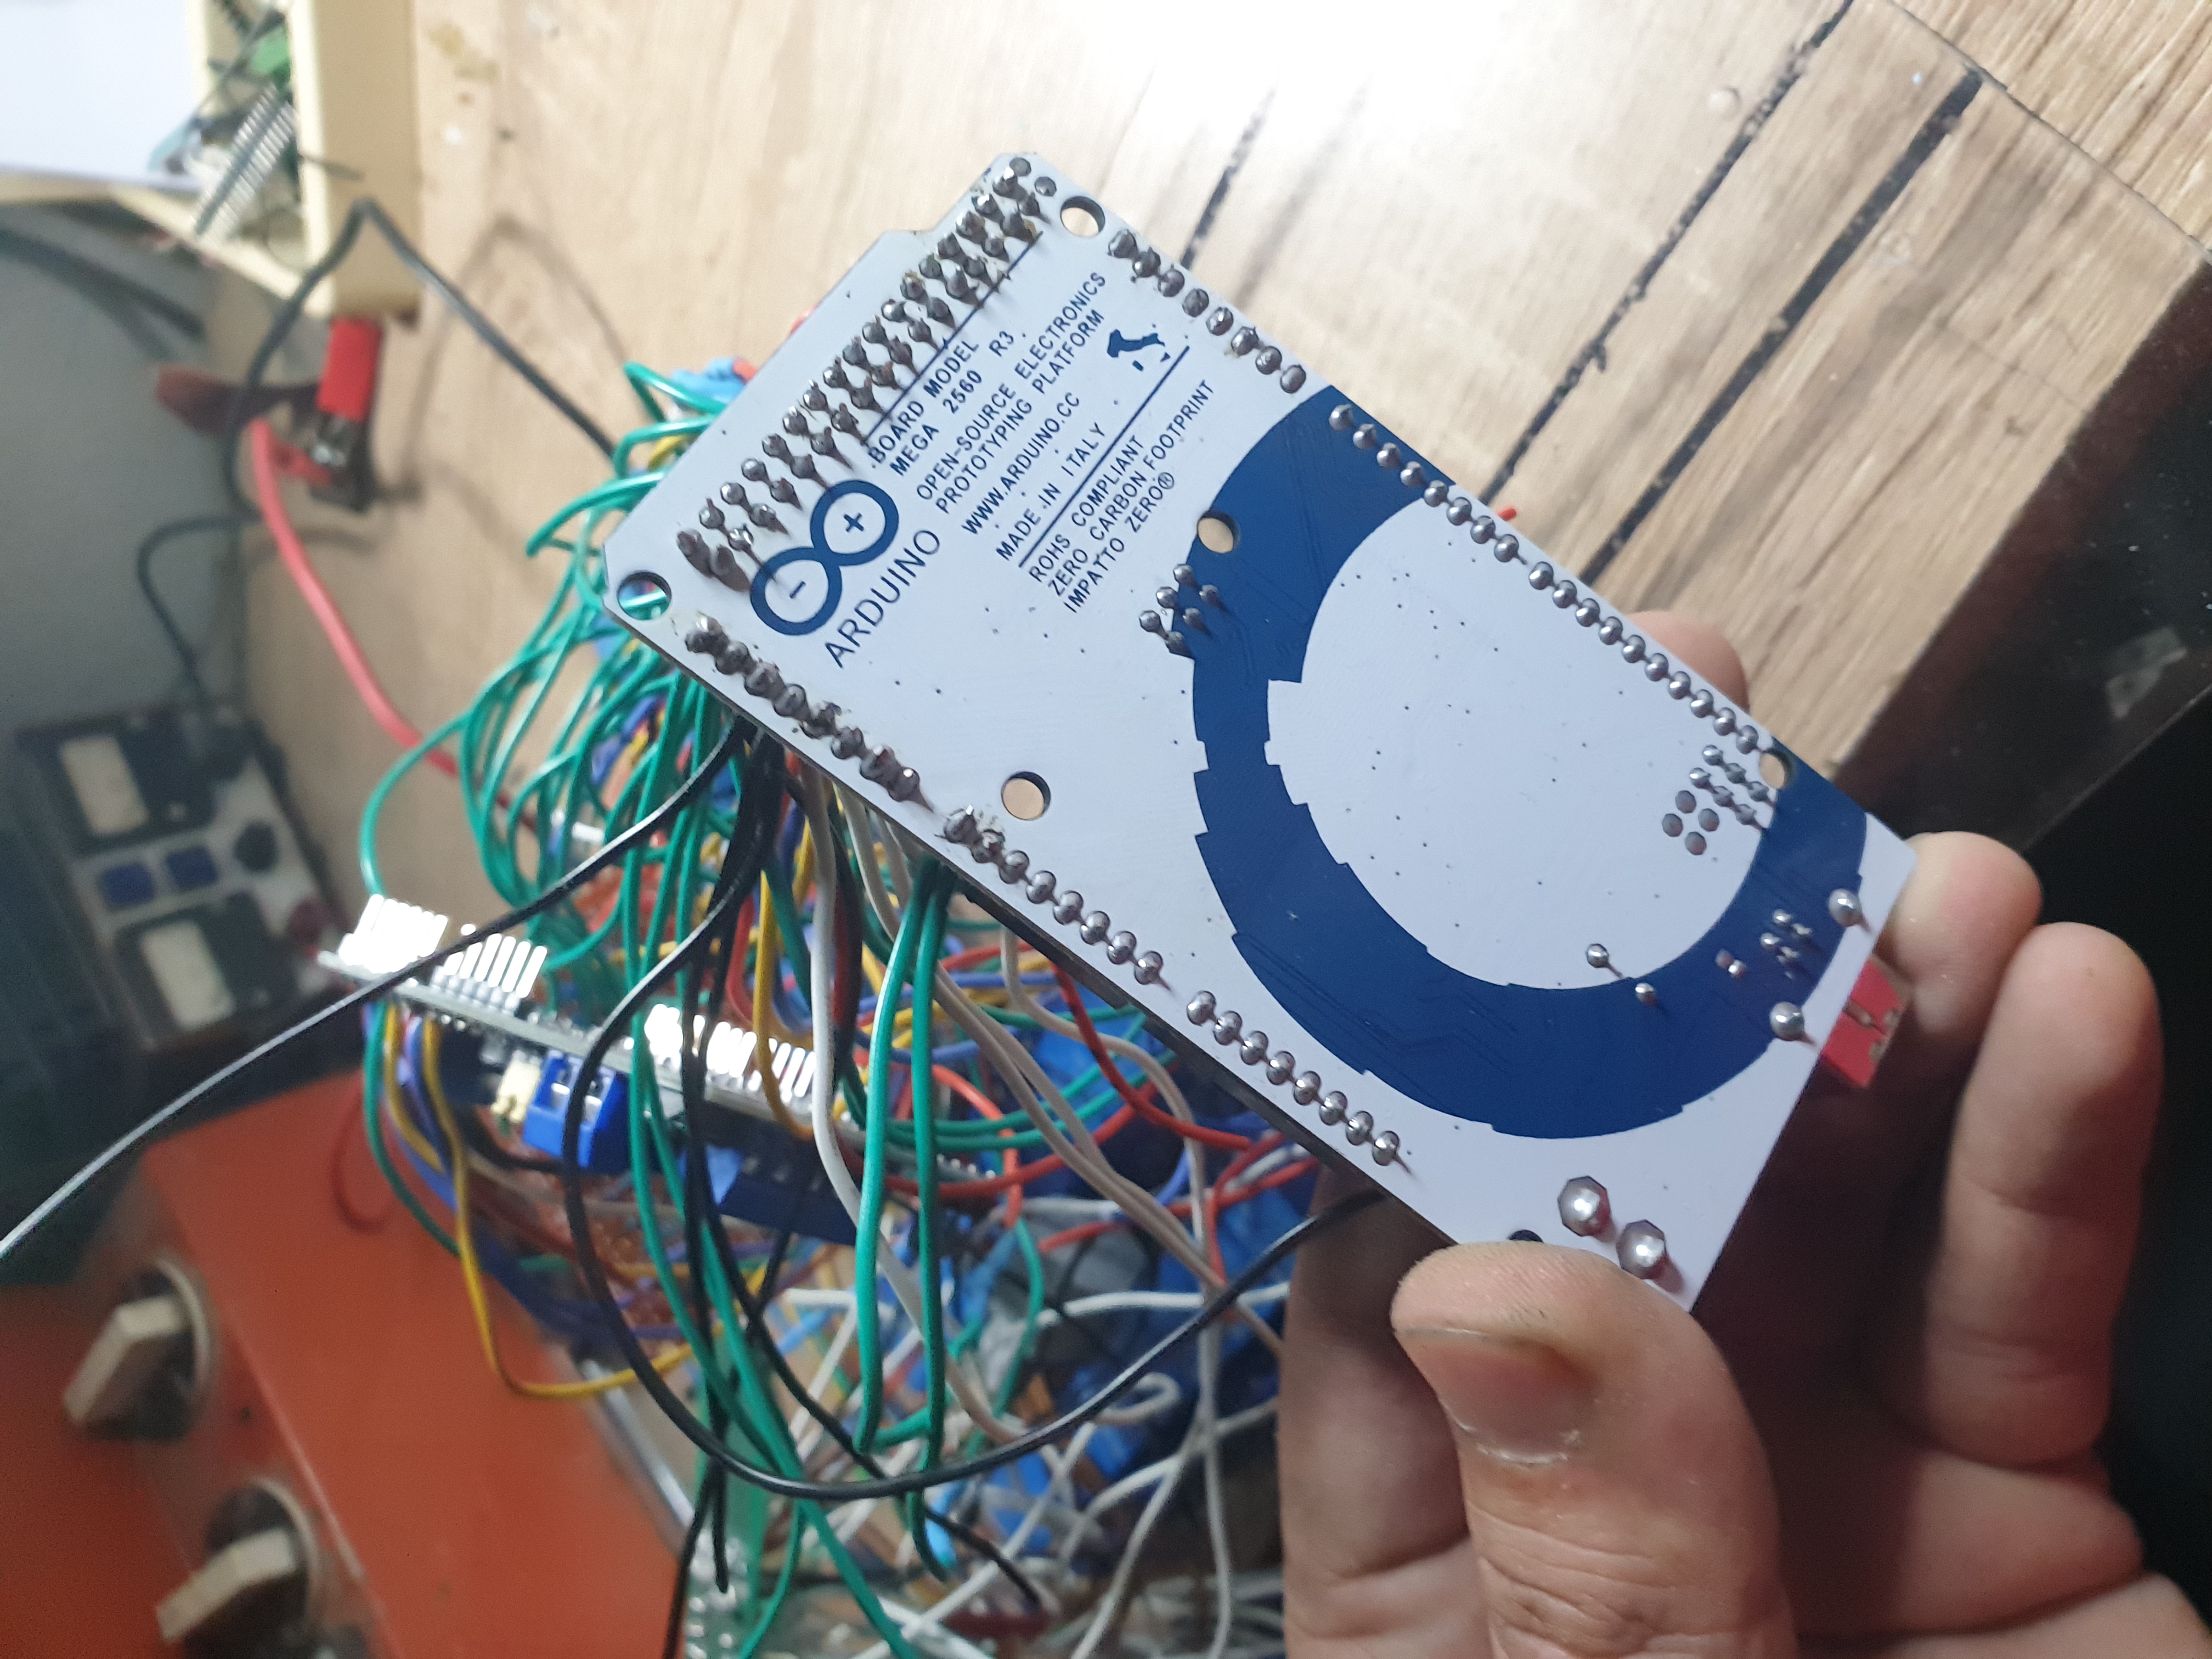 ARDUINO
BOARD MODEL
MEGA 2560 R3
OPEN-SOURCE ELECTRONICS
PROTOTYPING PLATFORM
WWW.ARDUINO.CC
MADE IN ITALY
ROHS COMPLIANT
ZERO CARBON FOOTPRINT
IMPATTO ZERO®